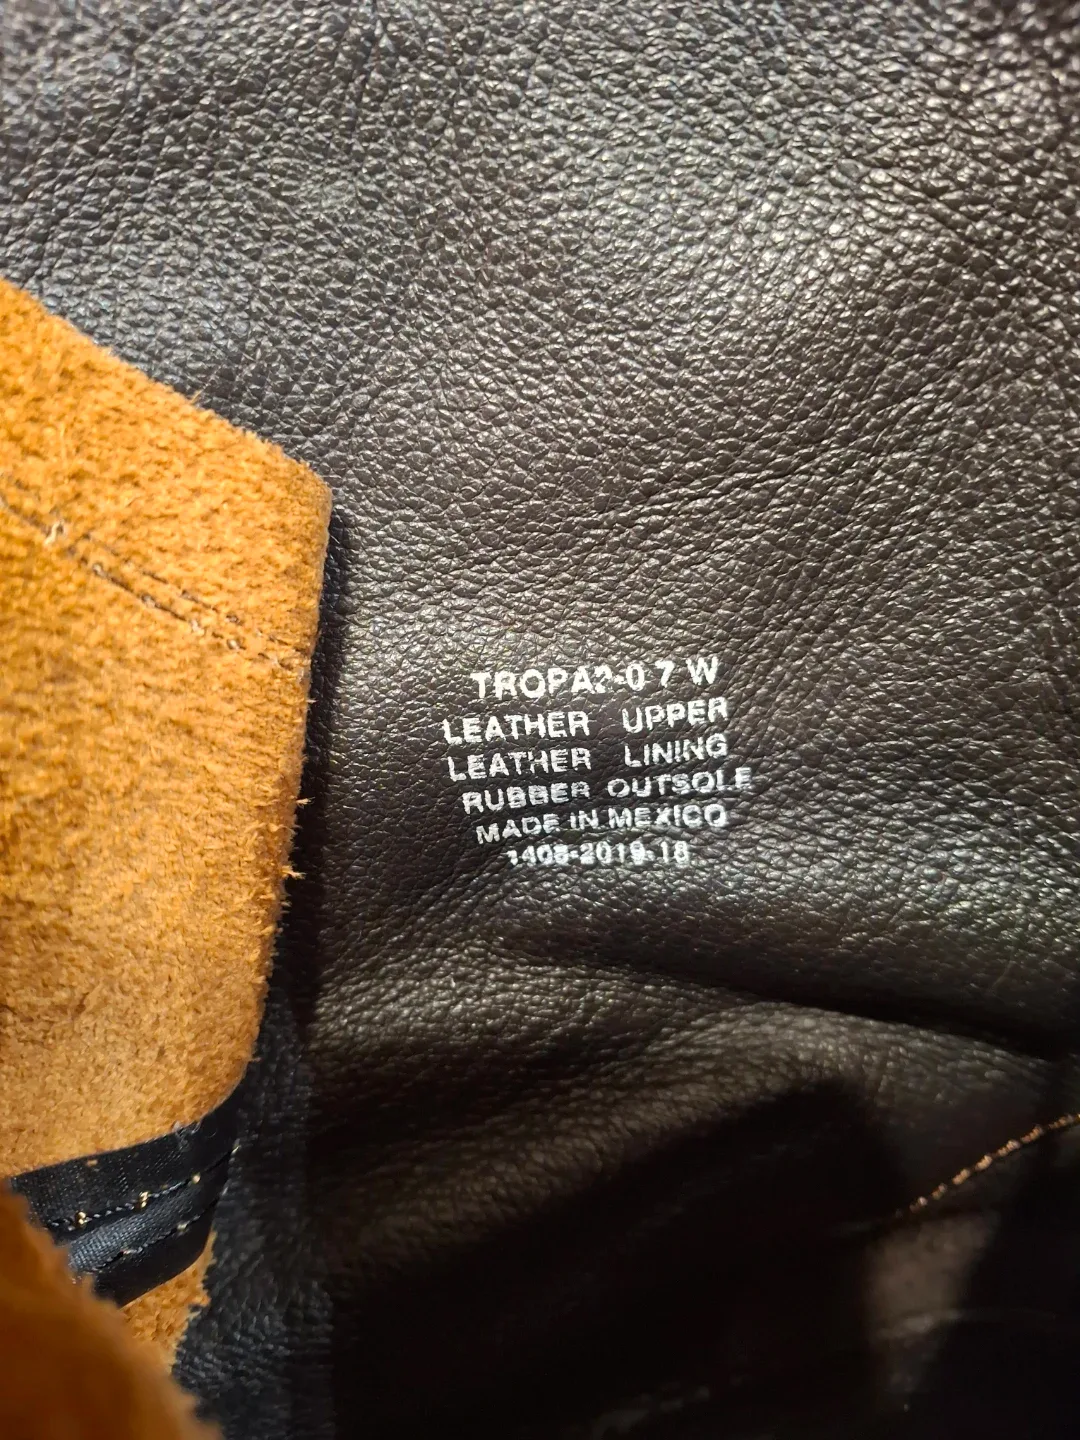 TROPA2-0 7 W
LEATHER UPPER
LEATHER LINING
RUBBER OUTSOLE
MADE IN MEXICO
1408-2019-18